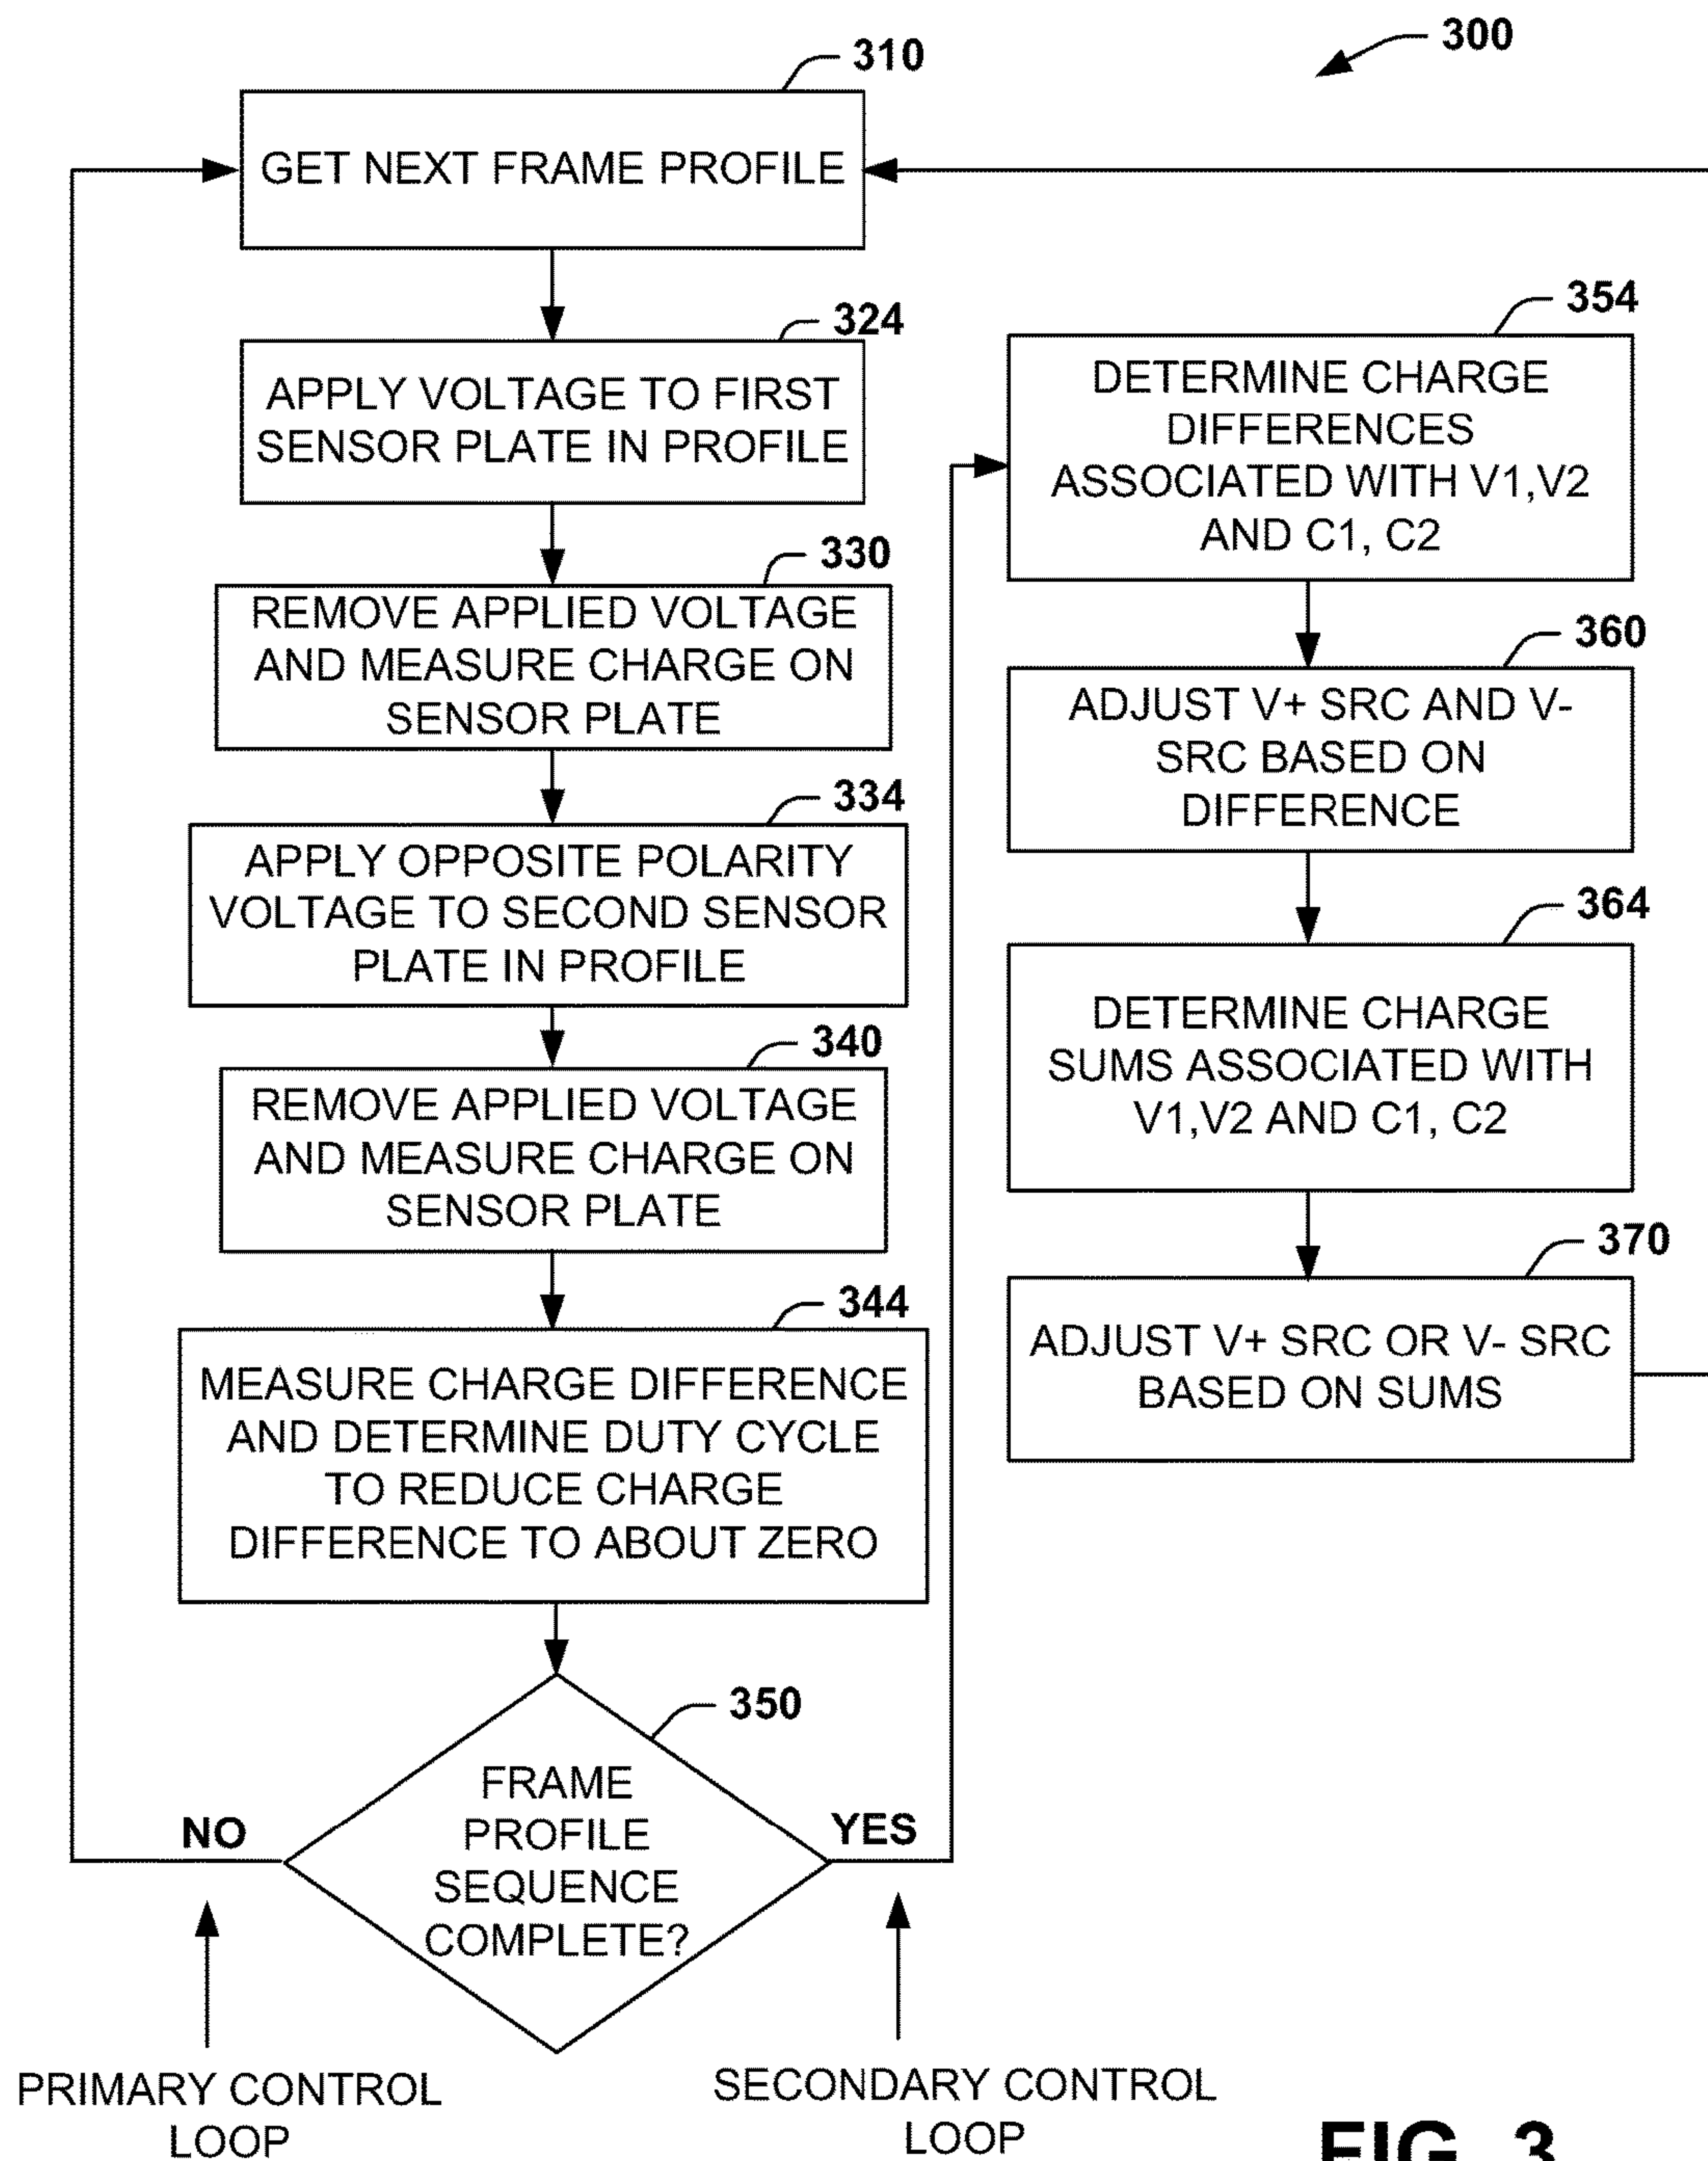 300
310
GET NEXT FRAME PROFILE
324
APPLY VOLTAGE TO FIRST
SENSOR PLATE IN PROFILE
330
REMOVE APPLIED VOLTAGE
AND MEASURE CHARGE ON
SENSOR PLATE
334
APPLY OPPOSITE POLARITY
VOLTAGE TO SECOND SENSOR
PLATE IN PROFILE
340
REMOVE APPLIED VOLTAGE
AND MEASURE CHARGE ON
SENSOR PLATE
344
MEASURE CHARGE DIFFERENCE
AND DETERMINE DUTY CYCLE
TO REDUCE CHARGE
DIFFERENCE TO ABOUT ZERO
350
FRAME
PROFILE
SEQUENCE
COMPLETE?
NO
YES
PRIMARY CONTROL
LOOP
SECONDARY CONTROL
LOOP
354
DETERMINE CHARGE
DIFFERENCES
ASSOCIATED WITH V1,V2
AND C1, C2
360
ADJUST V+ SRC AND V-
SRC BASED ON
DIFFERENCE
364
DETERMINE CHARGE
SUMS ASSOCIATED WITH
V1,V2 AND C1, C2
370
ADJUST V+ SRC OR V- SRC
BASED ON SUMS
FIG. 3